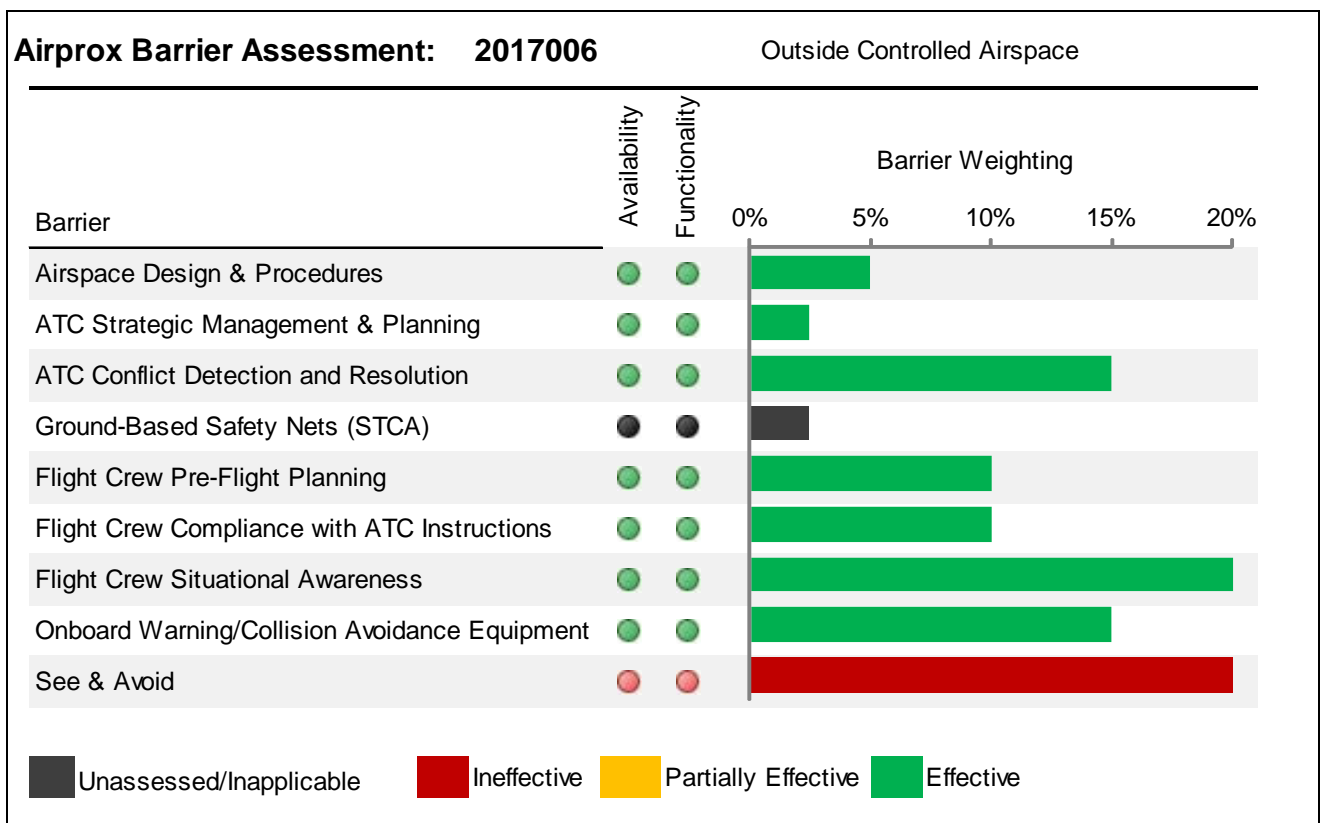 Airprox Barrier Assessment: 2017006 Outside Controlled Airspace
Barrier Availability Functionality Barrier Weighting
0% 5% 10% 15% 20%
Airspace Design & Procedures
ATC Strategic Management & Planning
ATC Conflict Detection and Resolution
Ground-Based Safety Nets (STCA)
Flight Crew Pre-Flight Planning
Flight Crew Compliance with ATC Instructions
Flight Crew Situational Awareness
Onboard Warning/Collision Avoidance Equipment
See & Avoid
Unassessed/Inapplicable Ineffective Partially Effective Effective